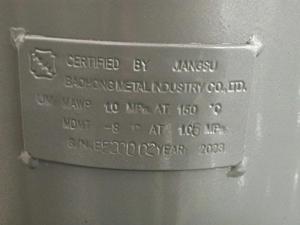 CERTIFIED BY JIANGSU
BAOHONG METAL INDUSTRY CO., LTD.
MAWP 1.0 MPa AT 150 °C
MDMT -8 °C AT 1.05 MPa
S/N YEAR 2023